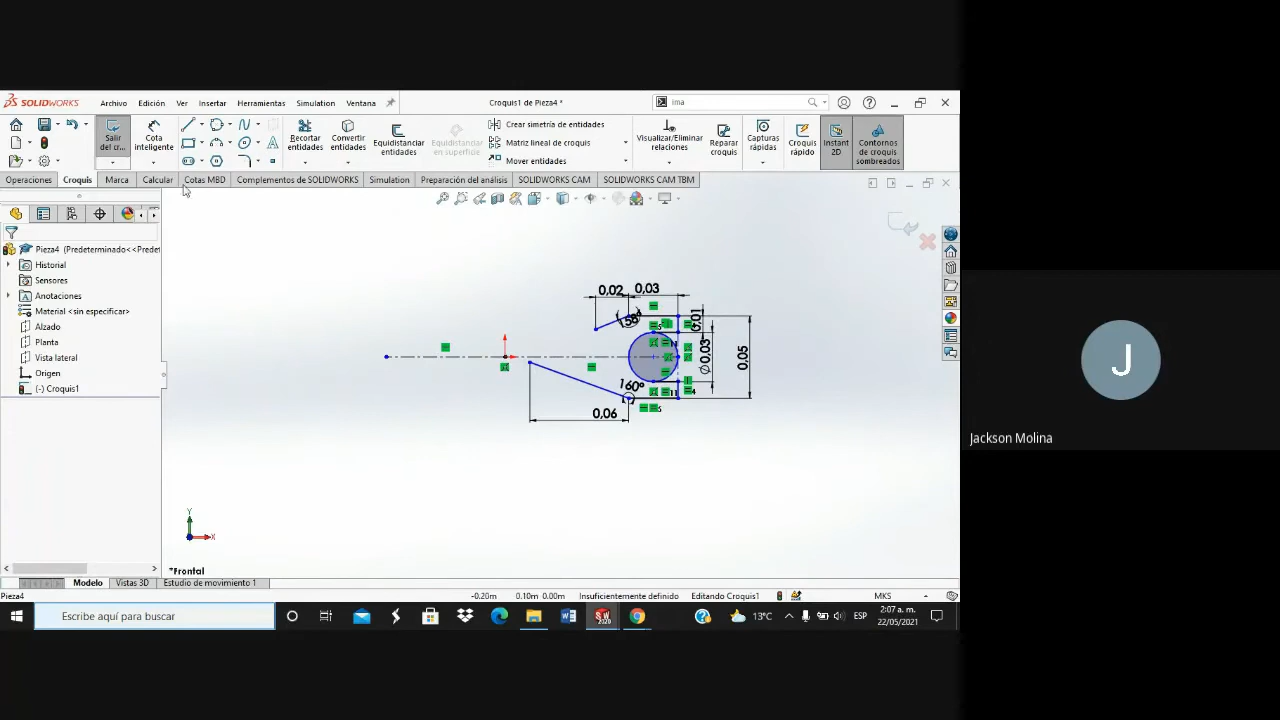 SOLIDWORKS
Archivo Edición Ver Insertar Herramientas Simulation Ventana
Croquis1 de Pieza4 *
ima
Salir del cr...
Cota inteligente
Recortar entidades
Convertir entidades
Equidistanciar entidades
Equidistanciar en superficie
Crear simetría de entidades
Matriz lineal de croquis
Mover entidades
Visualizar/Eliminar relaciones
Reparar croquis
Capturas rápidas
Croquis rápido
Instant 2D
Contornos de croquis sombreados
Operaciones Croquis Marca Calcular Cotas MBD Complementos de SOLIDWORKS Simulation Preparación del análisis SOLIDWORKS CAM SOLIDWORKS CAM TBM
Pieza4 (Predeterminado<<Predet
Historial
Sensores
Anotaciones
Material <sin especificar>
Alzado
Planta
Vista lateral
Origen
(-) Croquis1
0,02 0,03
0,01
Ø0,03
0,05
160°
0,06
Y
X
*Frontal
Modelo Vistas 3D Estudio de movimiento 1
Pieza4
-0.20m 0.10m 0.00m Insuficientemente definido Editando Croquis1 MKS
Escribe aquí para buscar
13°C
ESP
2:07 a. m.
22/05/2021
J
Jackson Molina